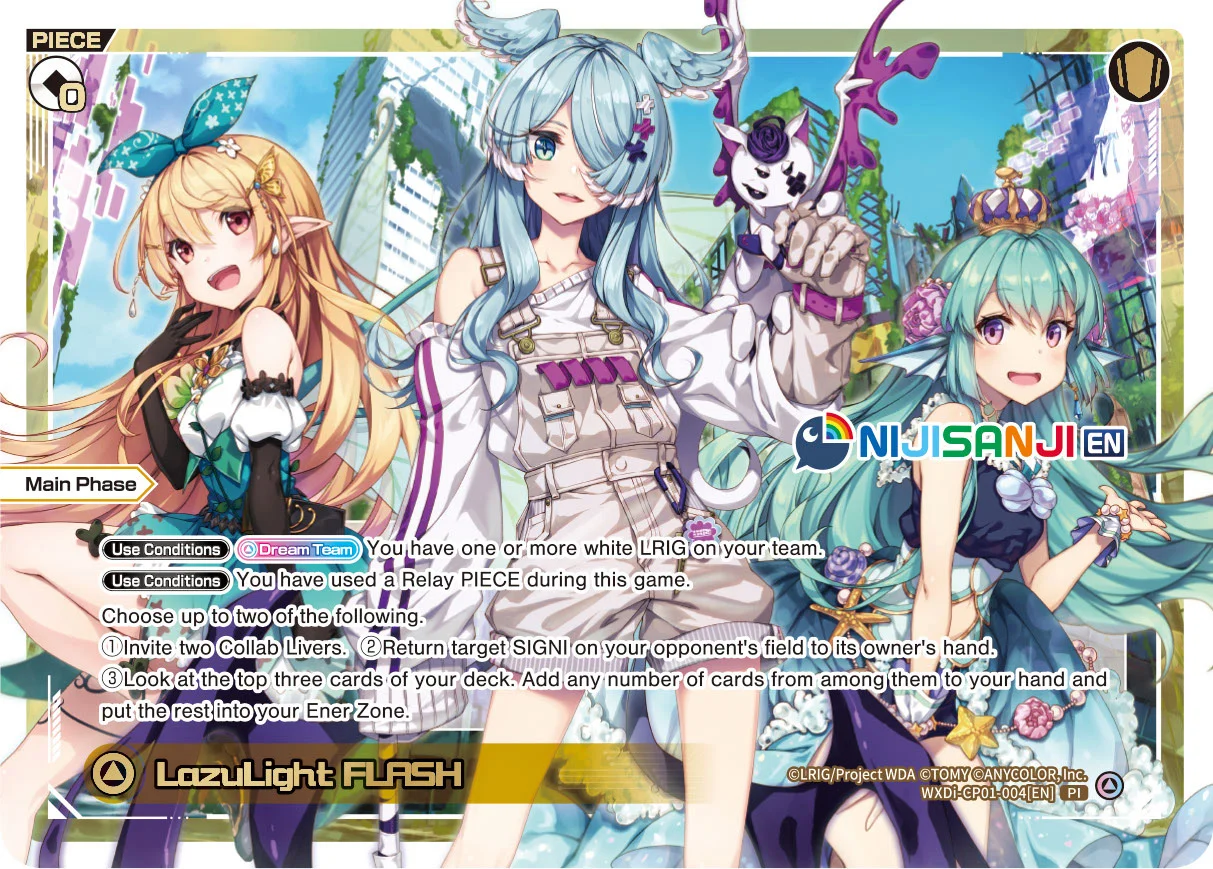 PIECE
0
NIJISANJI EN
Main Phase
Use Conditions Dream Team You have one or more white LRIG on your team.
Use Conditions You have used a Relay PIECE during this game.
Choose up to two of the following.
①Invite two Collab Livers. ②Return target SIGNI on your opponent's field to its owner's hand.
③Look at the top three cards of your deck. Add any number of cards from among them to your hand and
put the rest into your Ener Zone.
LazuLight FLASH
©LRIG/Project WDA ©TOMY ©ANYCOLOR, Inc.
WXDi-CP01-004[EN] PI